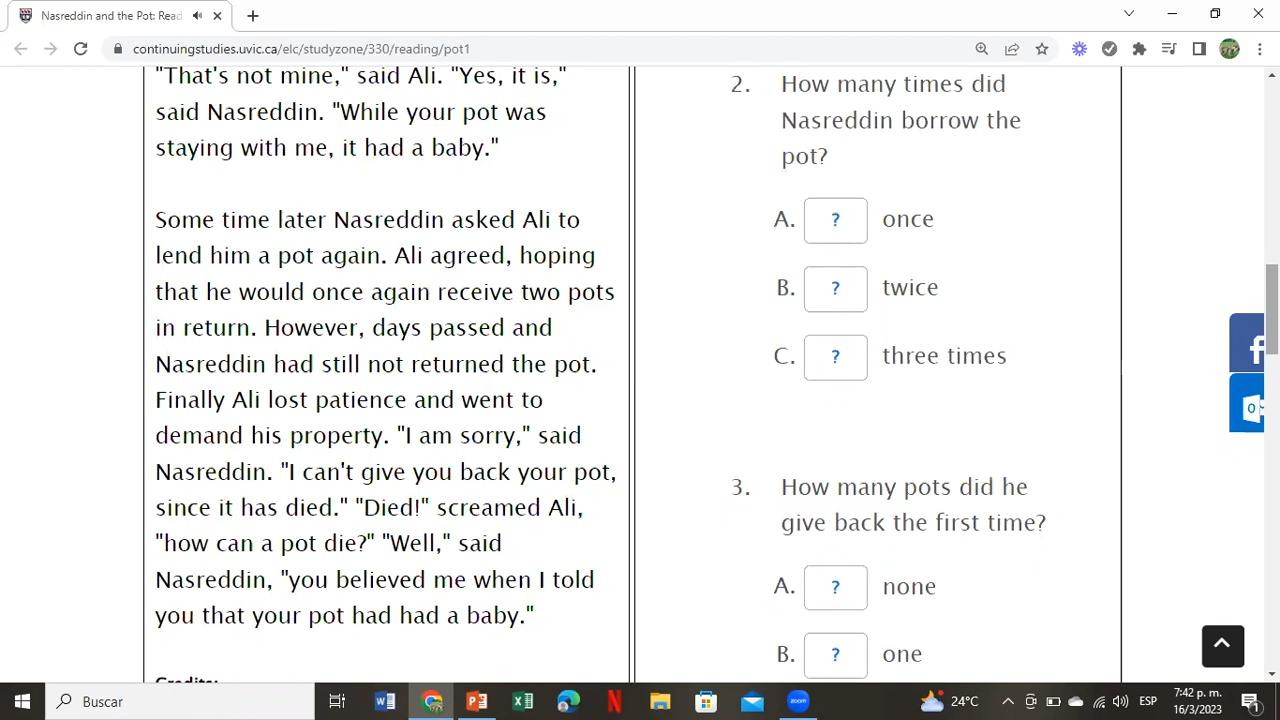 Nasreddin and the Pot: Read
continuingstudies.uvic.ca/elc/studyzone/330/reading/pot1
"That's not mine," said Ali. "Yes, it is,"
said Nasreddin. "While your pot was
staying with me, it had a baby."
Some time later Nasreddin asked Ali to
lend him a pot again. Ali agreed, hoping
that he would once again receive two pots
in return. However, days passed and
Nasreddin had still not returned the pot.
Finally Ali lost patience and went to
demand his property. "I am sorry," said
Nasreddin. "I can't give you back your pot,
since it has died." "Died!" screamed Ali,
"how can a pot die?" "Well," said
Nasreddin, "you believed me when I told
you that your pot had had a baby."
Credits:
2. How many times did
Nasreddin borrow the
pot?
A. ? once
B. ? twice
C. ? three times
3. How many pots did he
give back the first time?
A. ? none
B. ? one
Buscar
zoom
24°C
ESP
7:42 p. m.
16/3/2023